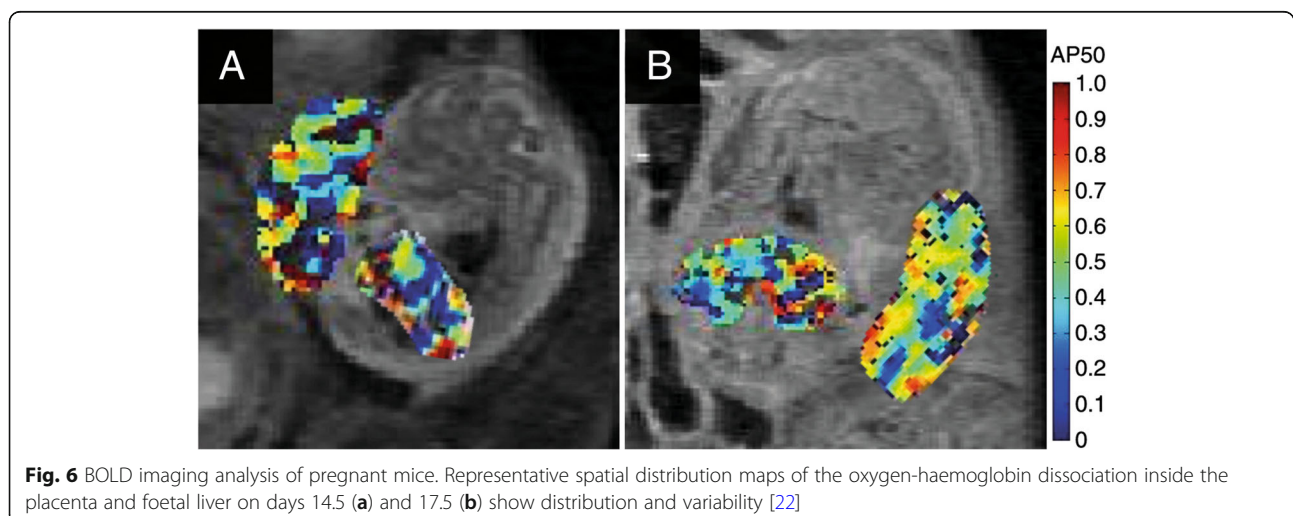 A
B
AP50
1.0
0.9
0.8
0.7
0.6
0.5
0.4
0.3
0.2
0.1
0
Fig. 6 BOLD imaging analysis of pregnant mice. Representative spatial distribution maps of the oxygen-haemoglobin dissociation inside the
placenta and foetal liver on days 14.5 (a) and 17.5 (b) show distribution and variability [22]